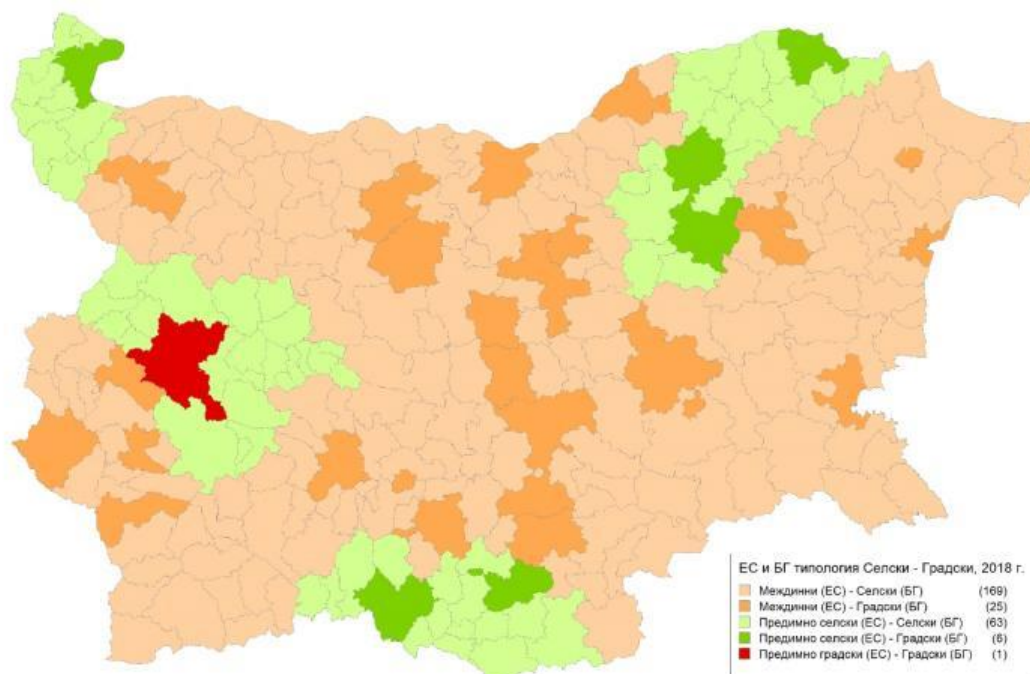 ЕС и БГ типология Селски - Градски, 2018 г.
Междинни (ЕС) - Селски (БГ) (169)
Междинни (ЕС) - Градски (БГ) (25)
Предимно селски (ЕС) - Селски (БГ) (63)
Предимно селски (ЕС) - Градски (БГ) (6)
Предимно градски (ЕС) - Градски (БГ) (1)